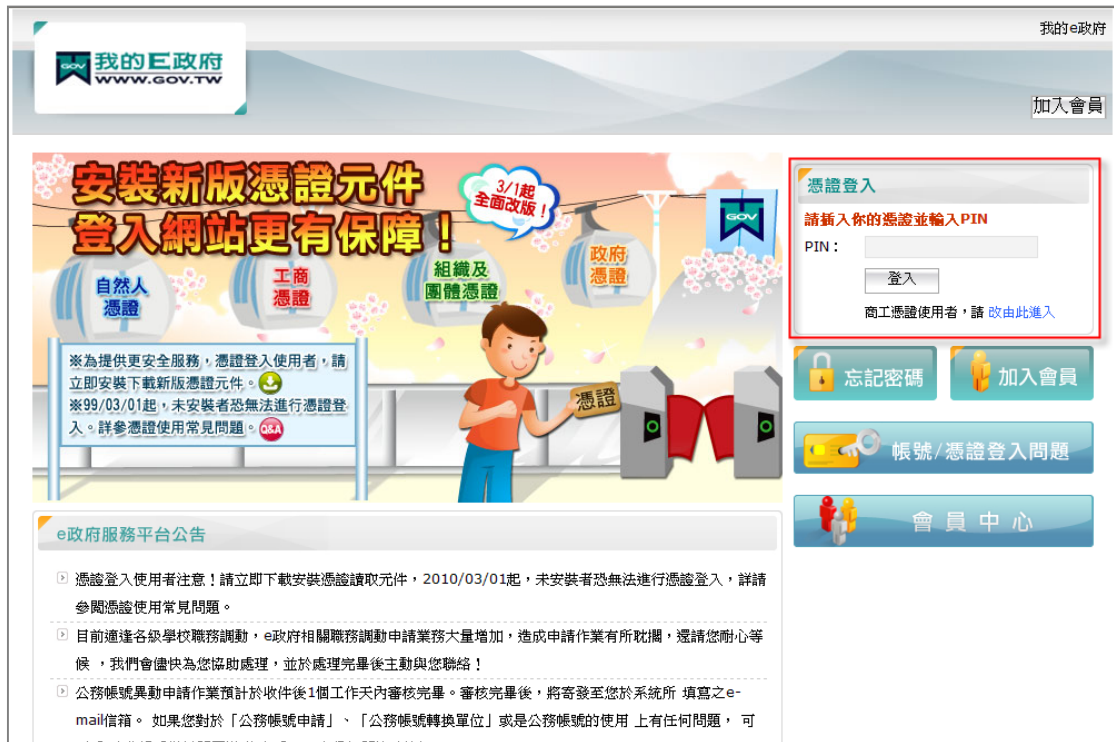 我的e政府
GOV 我的E政府
WWW.GOV.TW
加入會員
安裝新版憑證元件
登入網站更有保障！
3/1起
全面改版！
GOV
自然人
憑證
工商
憑證
組織及
團體憑證
政府
憑證
※為提供更安全服務，憑證登入使用者，請
立即安裝下載新版憑證元件。
※99/03/01起，未安裝者恐無法進行憑證登
入。詳參憑證使用常見問題。Q&A
憑證
憑證登入
請插入你的憑證並輸入PIN
PIN：
登入
商工憑證使用者，請 改由此進入
忘記密碼
加入會員
帳號/憑證登入問題
會員中心
e政府服務平台公告
憑證登入使用者注意！請立即下載安裝憑證讀取元件，2010/03/01起，未安裝者恐無法進行憑證登入，詳請
參閱憑證使用常見問題。
目前適逢各級學校職務調動，e政府相關職務調動申請業務大量增加，造成申請作業有所耽擱，還請您耐心等
候 ，我們會儘快為您協助處理，並於處理完畢後主動與您聯絡！
公務帳號異動申請作業預計於收件後1個工作天內審核完畢。審核完畢後，將寄發至您於系統所 填寫之e-
mail信箱。 如果您對於「公務帳號申請」、「公務帳號轉換單位」或是公務帳號的使用 上有任何問題， 可